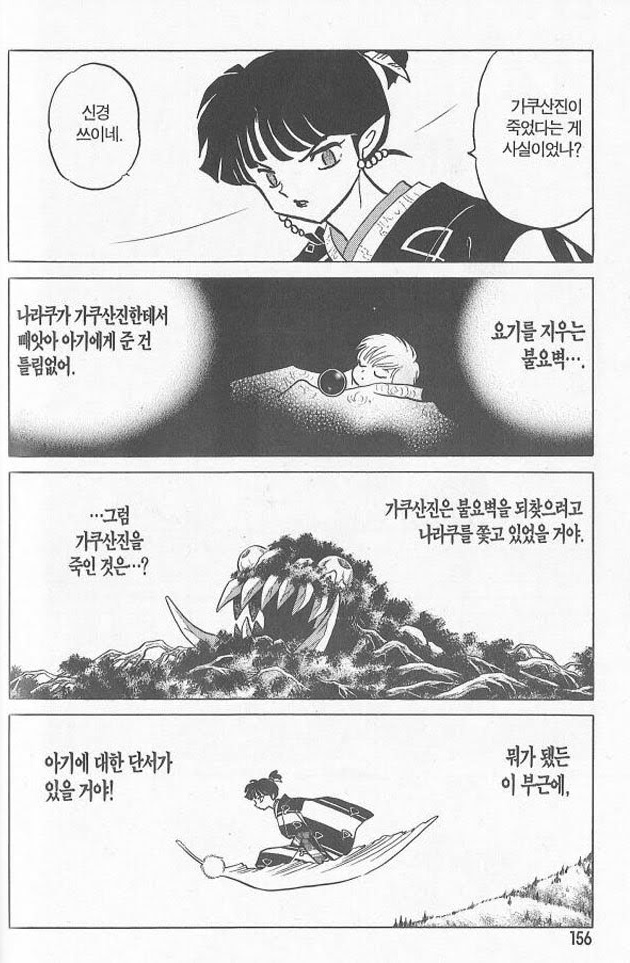 가쿠산진이
죽었다는 게
사실이었나?
신경
쓰이네.
요기를 지우는
불요벽….
나라쿠가 가쿠산진한테서
빼앗아 아기에게 준 건
틀림없어.
가쿠산진은 불요벽을 되찾으려고
나라쿠를 쫓고 있었을 거야.
…그럼
가쿠산진을
죽인 것은…?
뭐가 됐든
이 부근에,
아기에 대한 단서가
있을 거야!
156